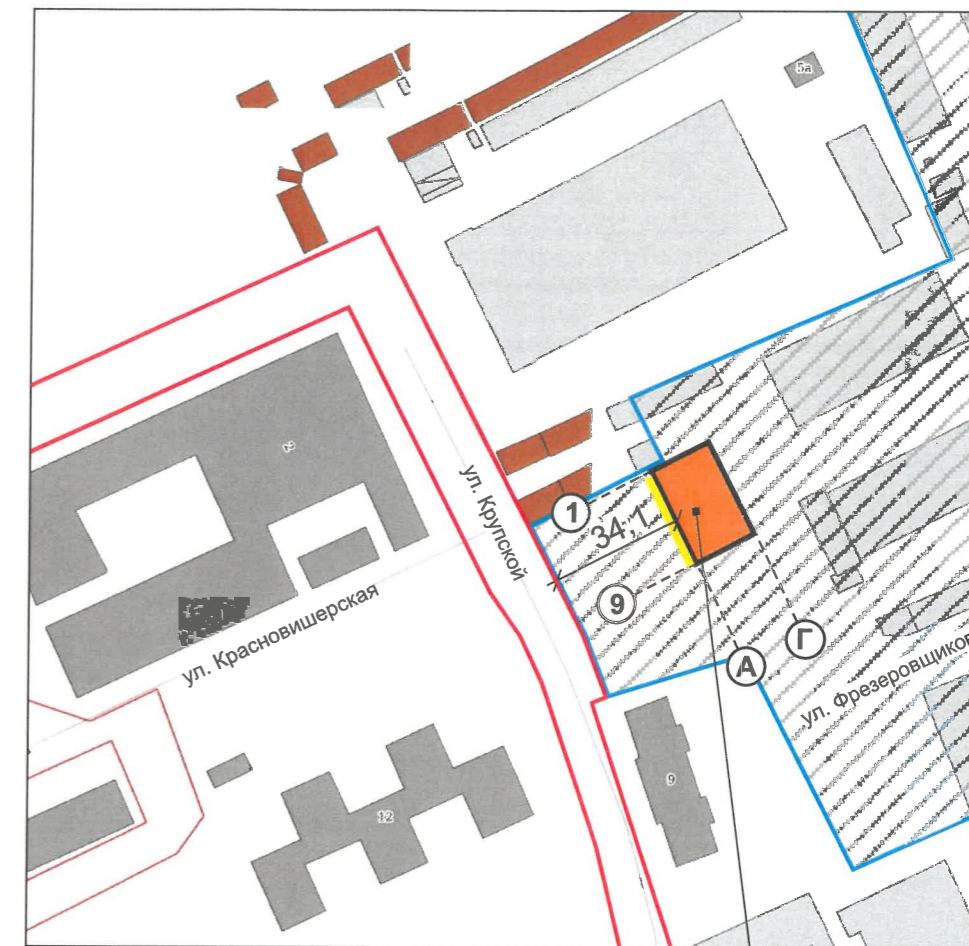 5а
ул. Крупской
1
34,1
9
ул. Красновишерская
Г
А
ул. Фрезеровщиков
9
12